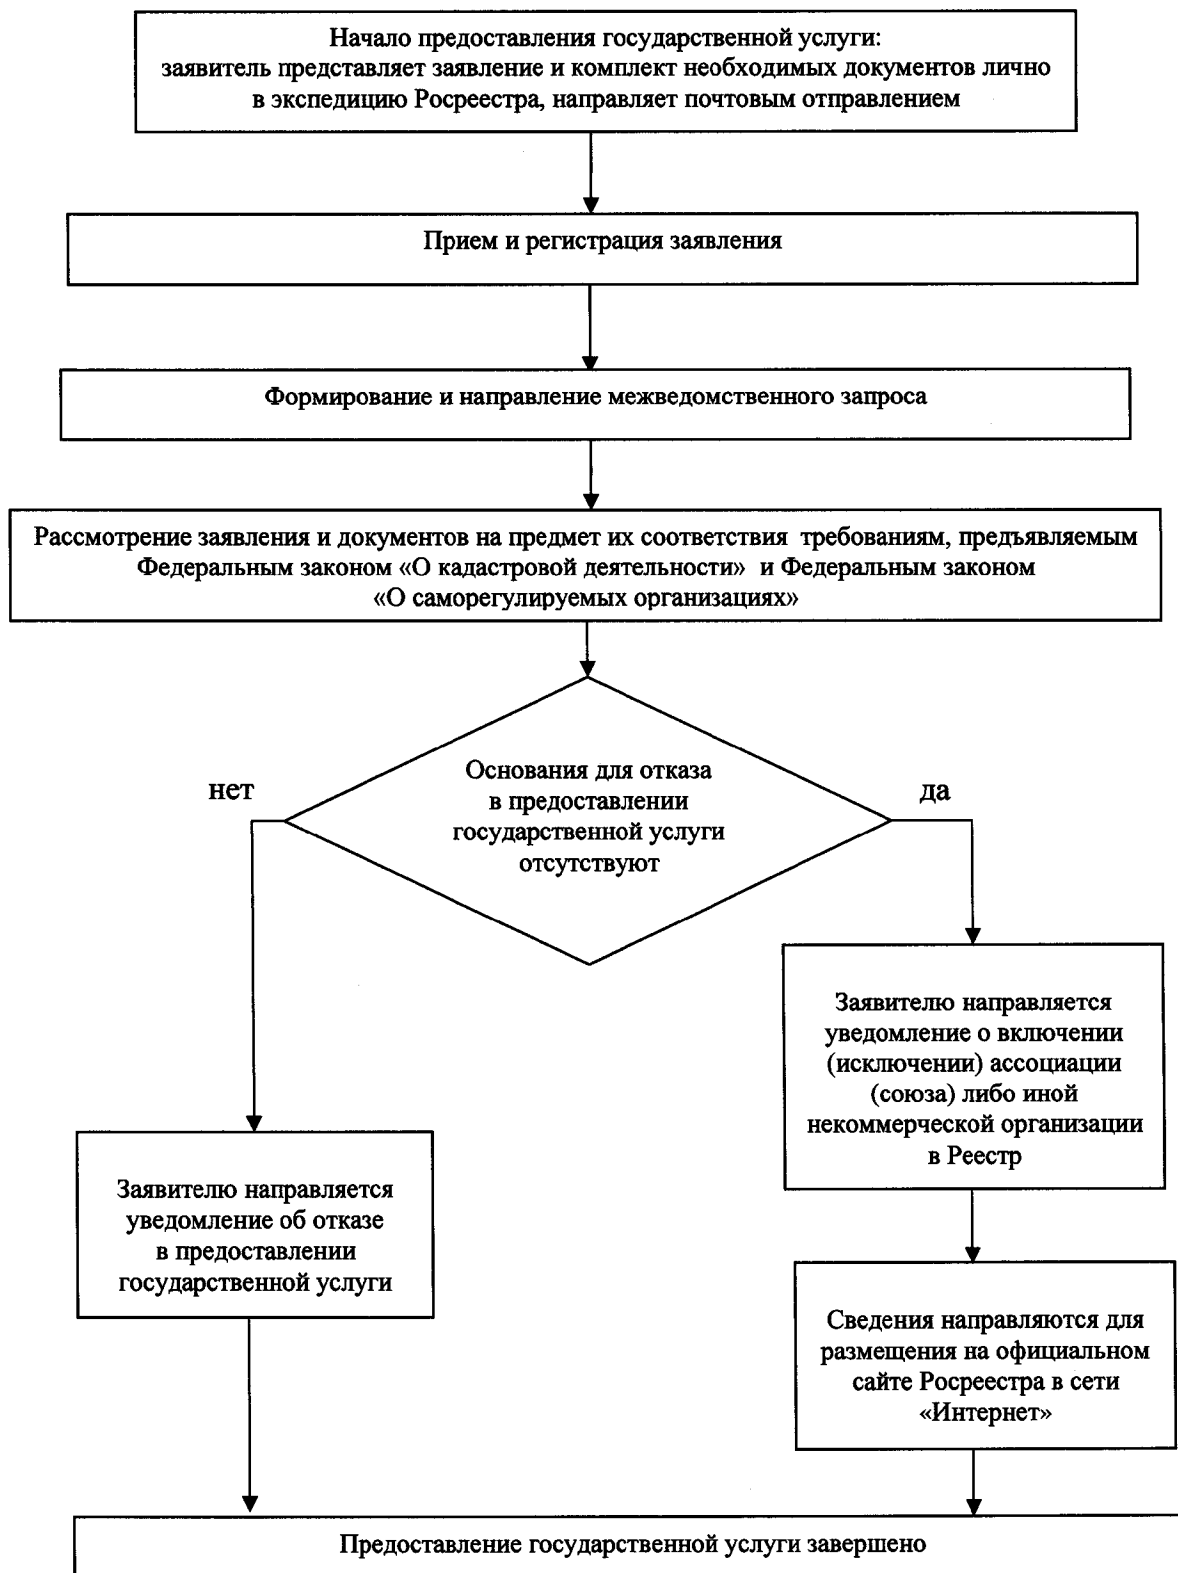 Начало предоставления государственной услуги:
заявитель представляет заявление и комплект необходимых документов лично
в экспедицию Росреестра, направляет почтовым отправлением
Прием и регистрация заявления
Формирование и направление межведомственного запроса
Рассмотрение заявления и документов на предмет их соответствия требованиям, предъявляемым
Федеральным законом «О кадастровой деятельности» и Федеральным законом
«О саморегулируемых организациях»
Основания для отказа
в предоставлении
государственной услуги
отсутствуют
нет
да
Заявителю направляется
уведомление о включении
(исключении) ассоциации
(союза) либо иной
некоммерческой организации
в Реестр
Заявителю направляется
уведомление об отказе
в предоставлении
государственной услуги
Сведения направляются для
размещения на официальном
сайте Росреестра в сети
«Интернет»
Предоставление государственной услуги завершено